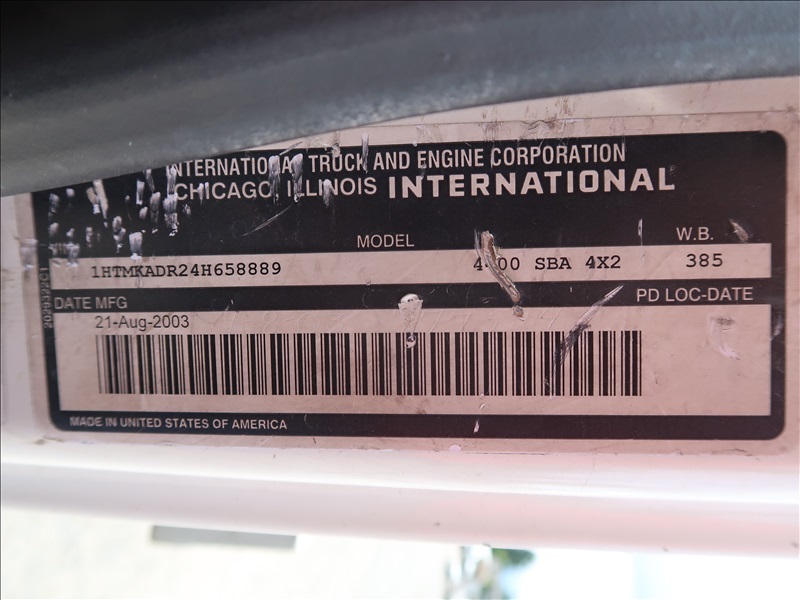 INTERNATIONAL TRUCK AND ENGINE CORPORATION
CHICAGO, ILLINOIS INTERNATIONAL
MODEL W.B.
1HTMKADR24H658889 SBA 4X2 385
DATE MFG PD LOC-DATE
21-Aug-2003
MADE IN UNITED STATES OF AMERICA
2029322C1